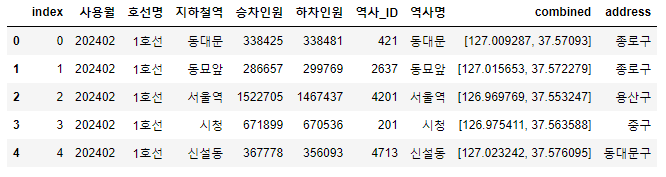 index 사용월 호선명 지하철역 승차인원 하차인원 역사_ID 역사명 combined address
0 0 202402 1호선 동대문 338425 338481 421 동대문 [127.009287, 37.57093] 종로구
1 1 202402 1호선 동묘앞 286657 299769 2637 동묘앞 [127.015653, 37.572279] 종로구
2 2 202402 1호선 서울역 1522705 1467437 4201 서울역 [126.969769, 37.553247] 용산구
3 3 202402 1호선 시청 671899 670536 201 시청 [126.975411, 37.563588] 중구
4 4 202402 1호선 신설동 367778 356093 4713 신설동 [127.023242, 37.576095] 동대문구